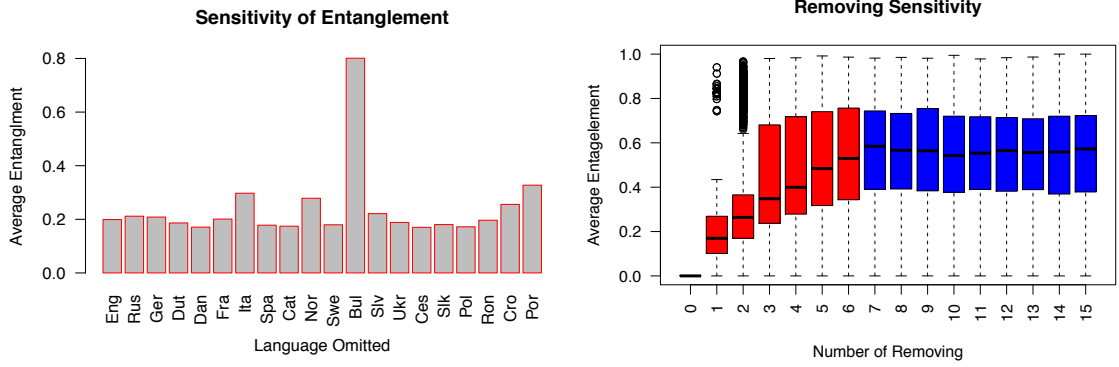 Sensitivity of Entanglement
Average Entanglment
0.8
0.6
0.4
0.2
0.0
Eng Rus Ger Dut Dan Fra Ita Spa Cat Nor Swe Bul Slv Ukr Ces Slk Pol Ron Cro Por
Language Omitted
Removing Sensitivity
Average Entagelement
1.0
0.8
0.6
0.4
0.2
0.0
0 1 2 3 4 5 6 7 8 9 10 11 12 13 14 15
Number of Removing